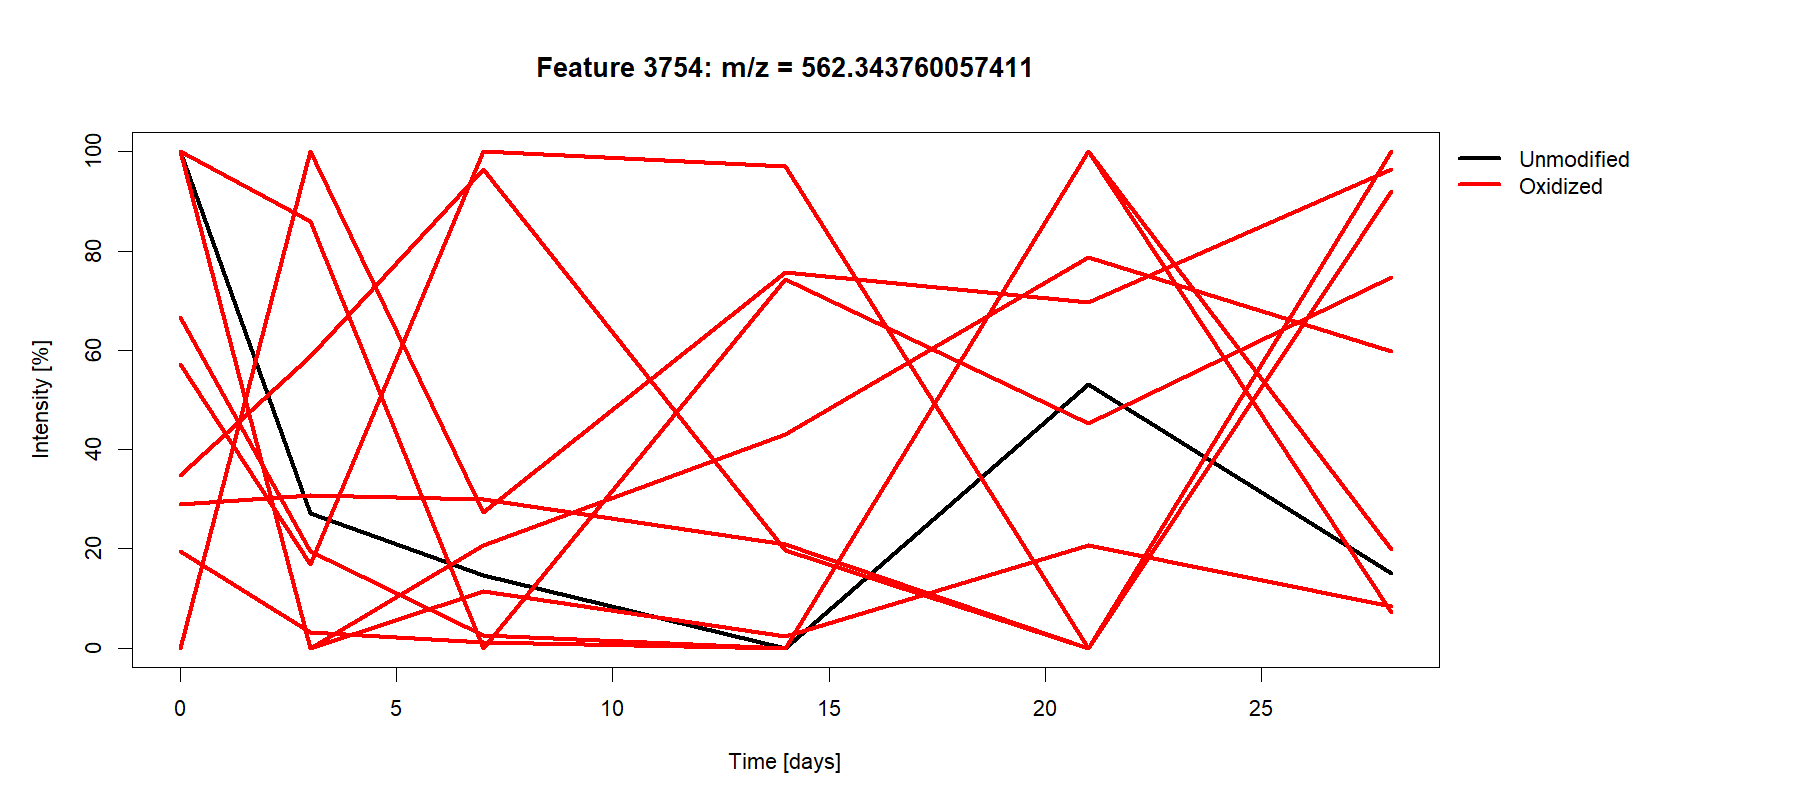 Feature 3754: m/z = 562.343760057411
Unmodified
Oxidized
Intensity [%]
100
80
60
40
20
0
0 5 10 15 20 25
Time [days]